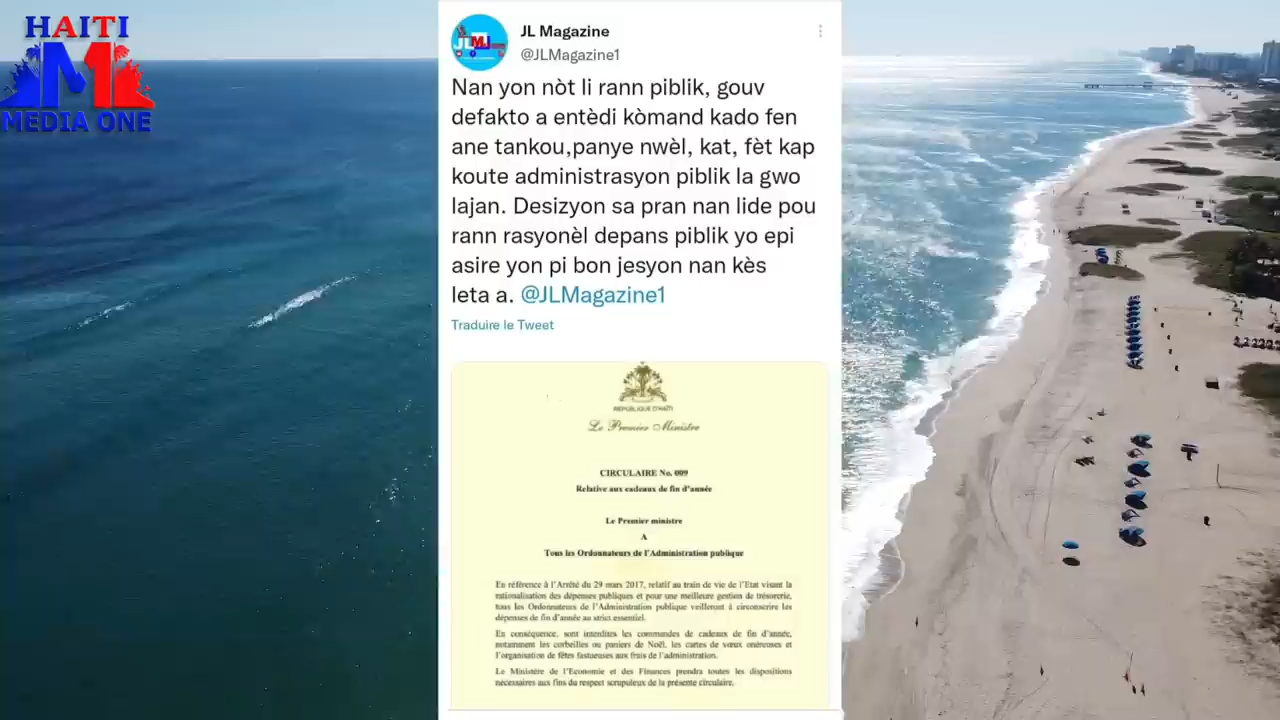 HAITI
M1
MEDIA ONE
JL Magazine
@JLMagazine1
Nan yon nòt li rann piblik, gouv
defakto a entèdi kòmand kado fen
ane tankou,panye nwèl, kat, fèt kap
koute administrasyon piblik la gwo
lajan. Desizyon sa pran nan lide pou
rann rasyonèl depans piblik yo epi
asire yon pi bon jesyon nan kès
leta a. @JLMagazine1
Traduire le Tweet
REPUBLIQUE D'HAITI
Le Premier Ministre
CIRCULAIRE No. 009
Relative aux cadeaux de fin d'année
Le Premier ministre
A
Tous les Ordonnateurs de l'Administration publique
En référence à l'Arrêté du 29 mars 2017, relatif au train de vie de l'Etat visant la
rationalisation des dépenses publiques et pour une meilleure gestion de trésorerie,
tous les Ordonnateurs de l'Administration publique veilleront à circonscrire les
dépenses de fin d'année au strict essentiel.
En conséquence, sont interdites les commandes de cadeaux de fin d'année,
notamment les corbeilles ou paniers de Noël, les cartes de vœux onéreuses et
l'organisation de fêtes fastueuses aux frais de l'administration.
Le Ministère de l'Economie et des Finances prendra toutes les dispositions
nécessaires aux fins du respect scrupuleux de la présente circulaire.